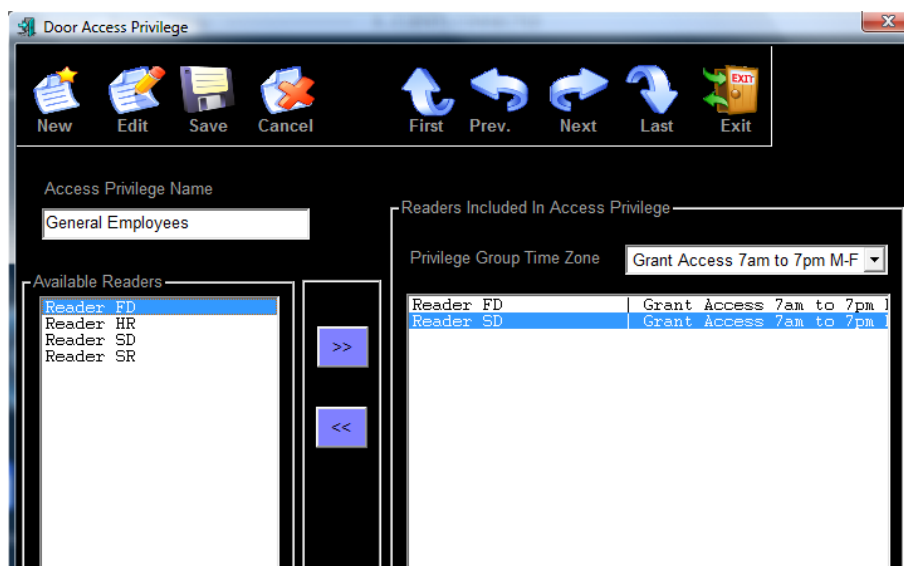 Door Access Privilege
New Edit Save Cancel First Prev. Next Last Exit
EXIT
Access Privilege Name
General Employees
Readers Included In Access Privilege
Privilege Group Time Zone Grant Access 7am to 7pm M-F
Available Readers
Reader FD
Reader HR
Reader SD
Reader SR
>>
<<
Reader FD | Grant Access 7am to 7pm
Reader SD | Grant Access 7am to 7pm